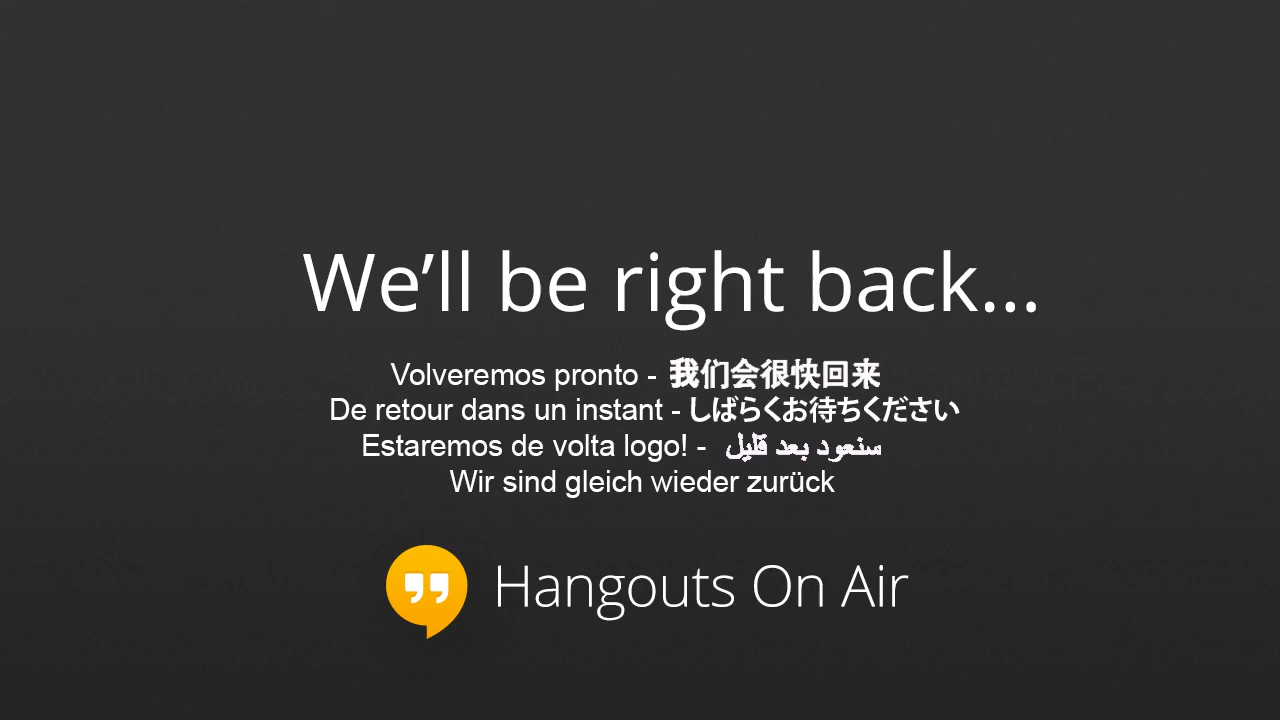 We’ll be right back...
Volveremos pronto - 我们会很快回来
De retour dans un instant - しばらくお待ちください
Estaremos de volta logo! - سنعود بعد قليل
Wir sind gleich wieder zurück
Hangouts On Air